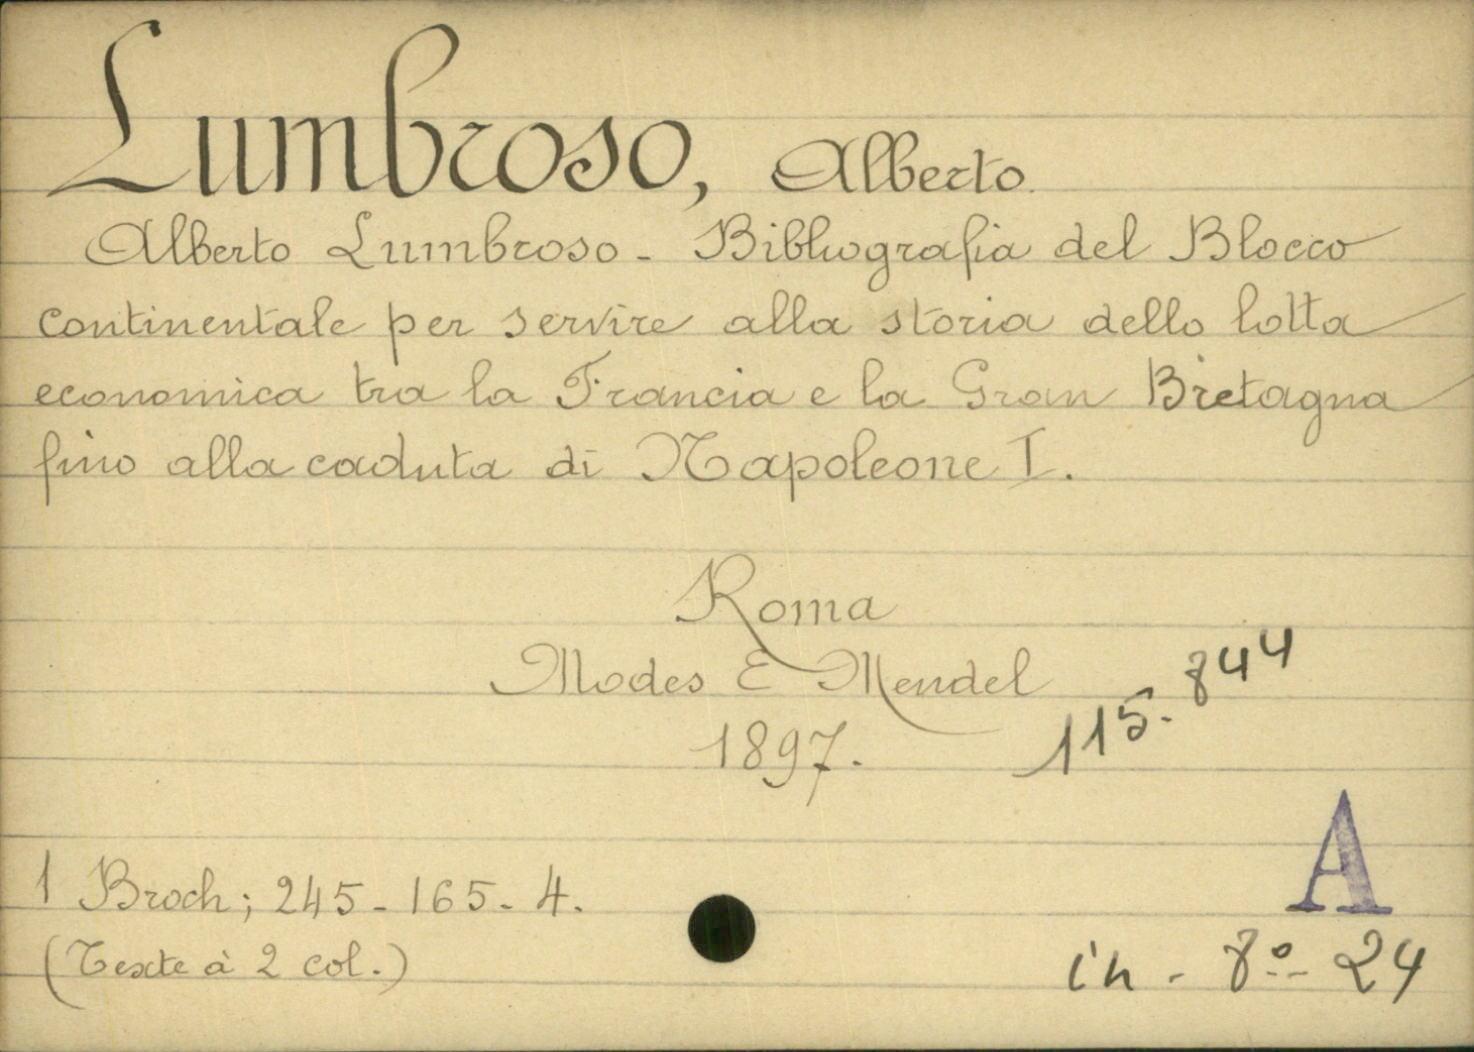 Lumbroso, Alberto.
Alberto Lumbroso - Bibliografia del Blocco
continentale per servire alla storia dello lotta
economica tra la Francia e la Gran Bretagna
fino alla caduta di Napoleone I.
Roma
Modes E Mendel
1897.
115.844
A
1 Broch; 245-165-4.
(Texte à 2 col.)
in-8º-24